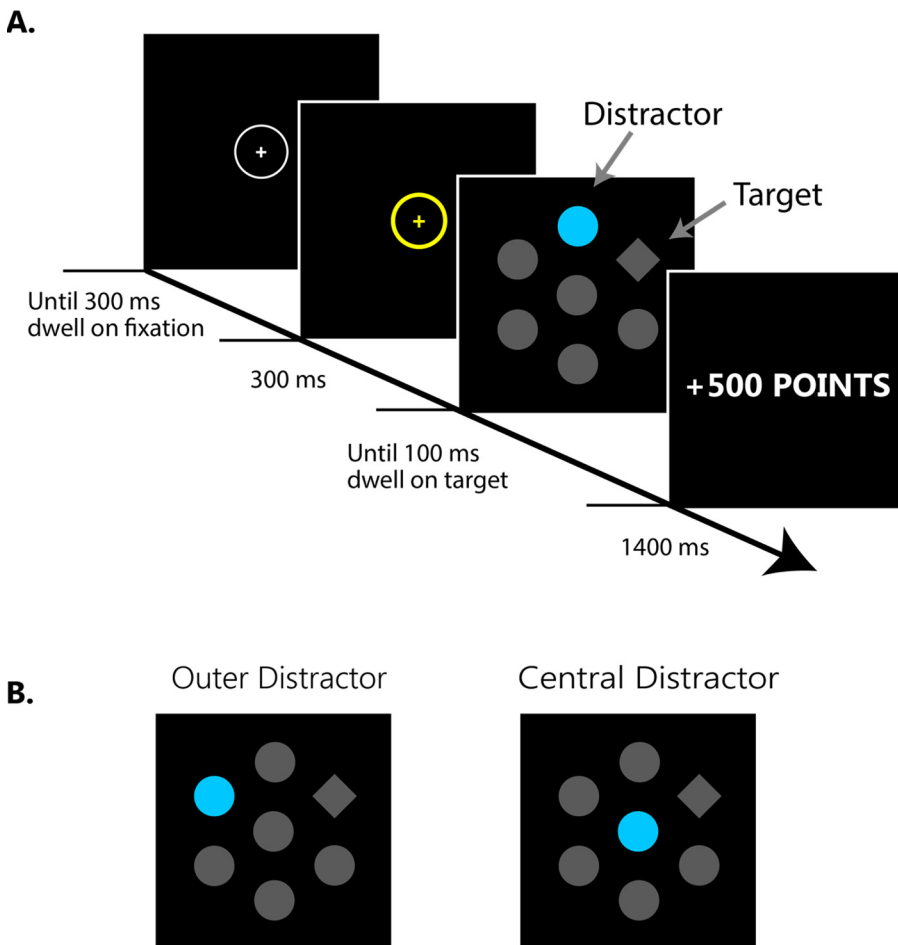 A.
Distractor
Target
Until 300 ms
dwell on fixation
300 ms
Until 100 ms
dwell on target
+500 POINTS
1400 ms
B.
Outer Distractor
Central Distractor